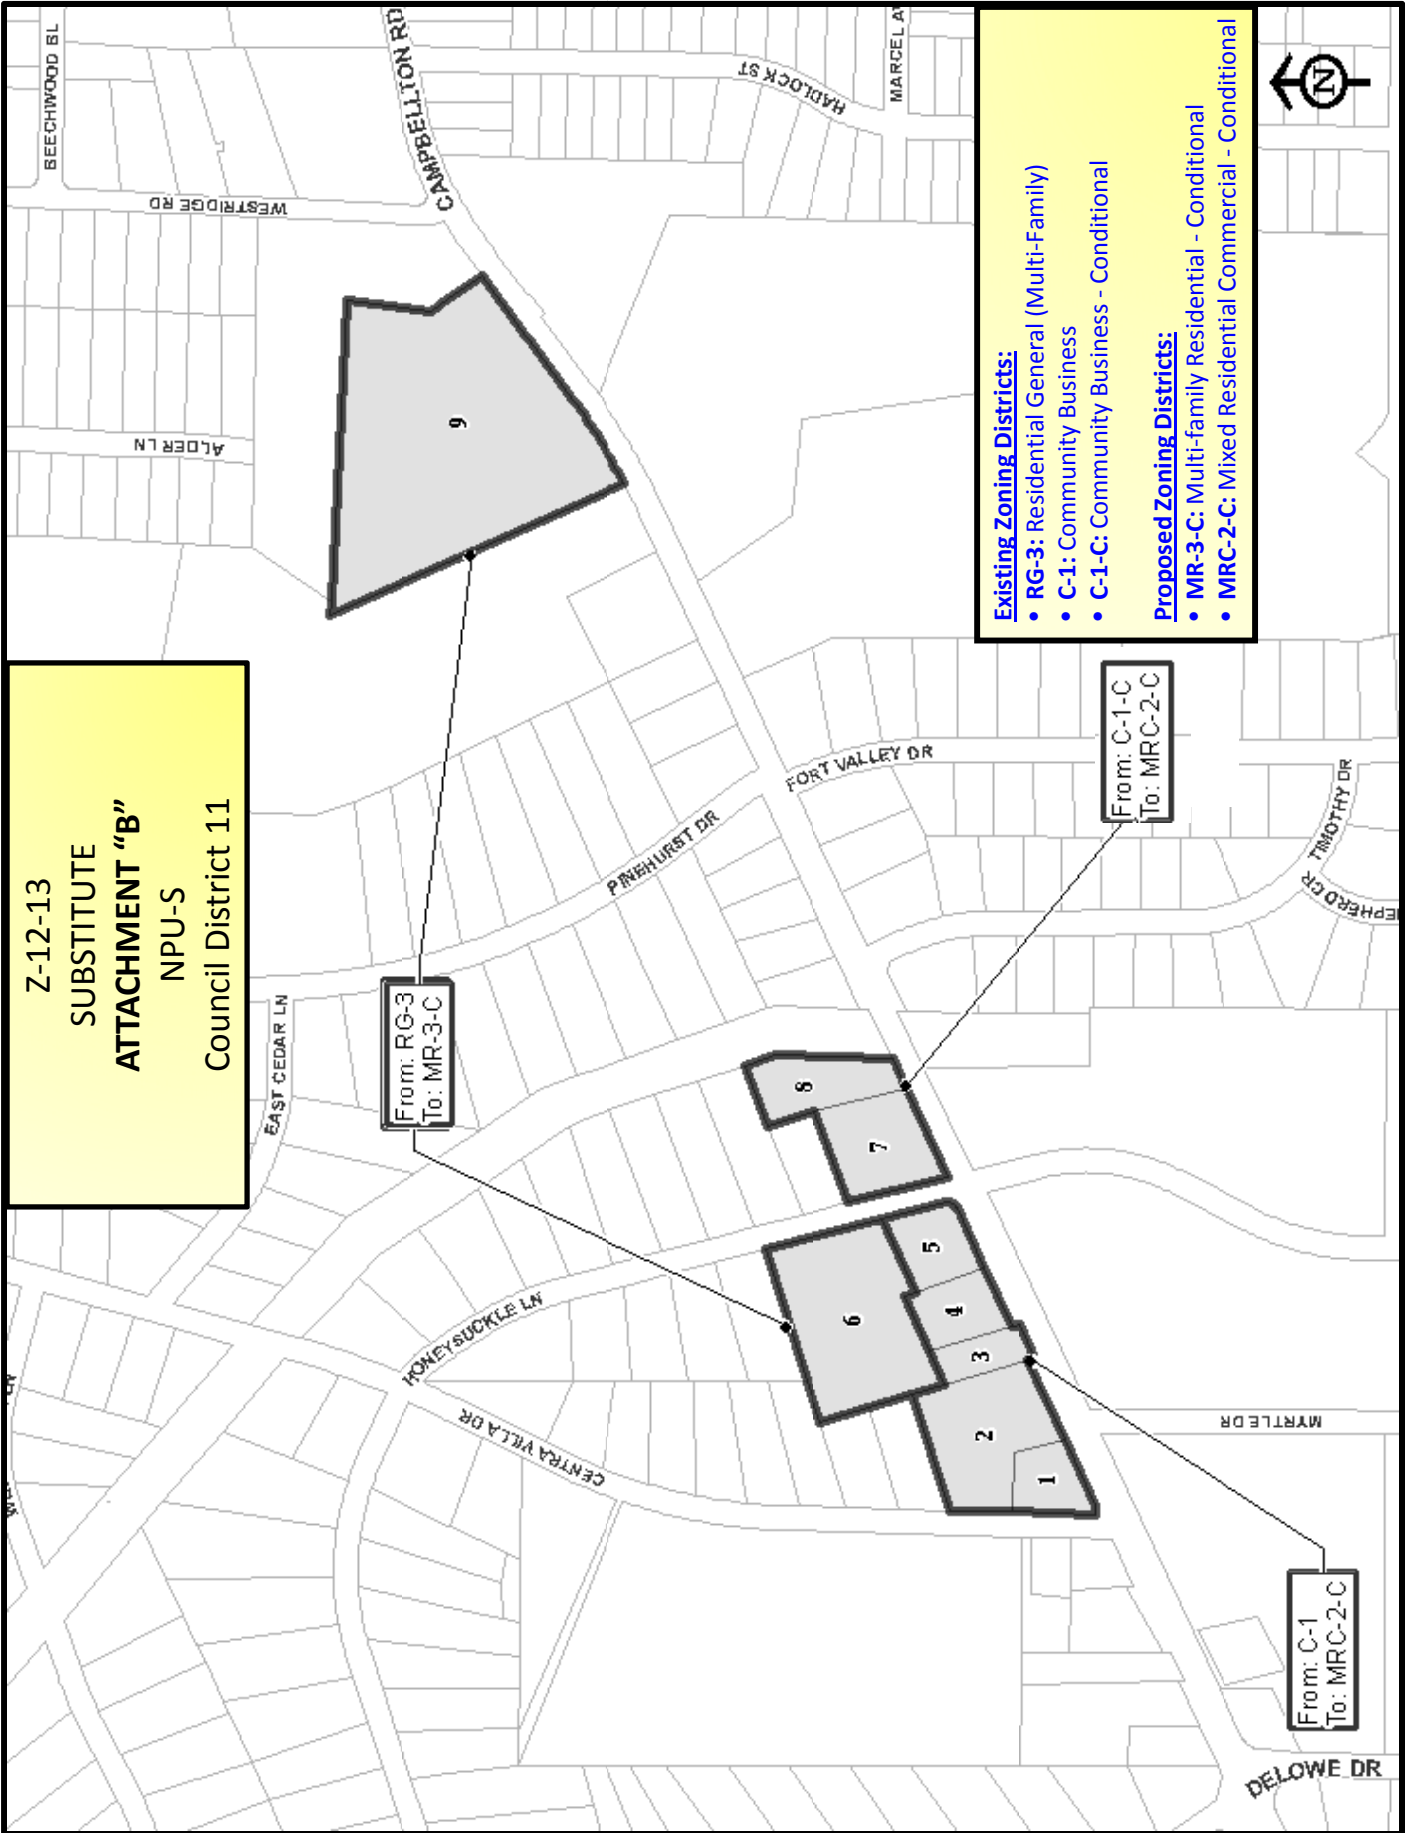 Z-12-13
SUBSTITUTE
ATTACHMENT “B”
NPU-S
Council District 11
BEECHWOOD BL
WESTRIDGE RD
CAMPBELLTON RD
HADLOCK ST
MARCEL A
ALDER LN
EAST CEDAR LN
PINEHURST DR
FORT VALLEY DR
TIMOTHY DR
EPHERD CR
HONEYSUCKLE LN
CENTRA VILLA DR
MYRTLE DR
DELOWE DR
From: RG-3
To: MR-3-C
From: C-1-C
To: MRC-2-C
From: C-1
To: MRC-2-C
1
2
3
4
5
6
7
8
9
Existing Zoning Districts:
• RG-3: Residential General (Multi-Family)
• C-1: Community Business
• C-1-C: Community Business - Conditional
Proposed Zoning Districts:
• MR-3-C: Multi-family Residential - Conditional
• MRC-2-C: Mixed Residential Commercial - Conditional
N